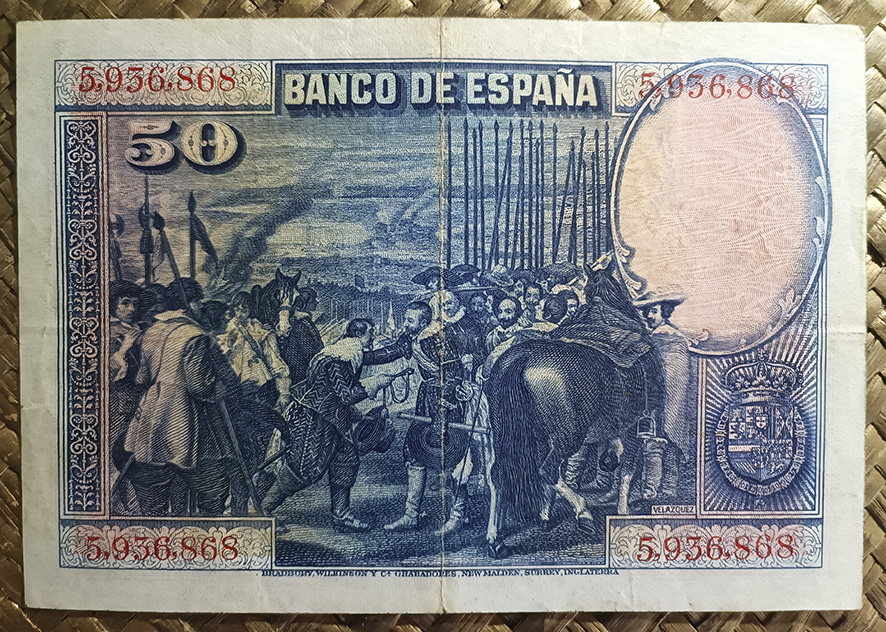 5,936,868
BANCO DE ESPAÑA
5,936,868
50
VELAZQUEZ
5,936,868
5,936,868
BRADBURY, WILKINSON Y Cª GRABADORES, NEW MALDEN, SURREY, INGLATERRA